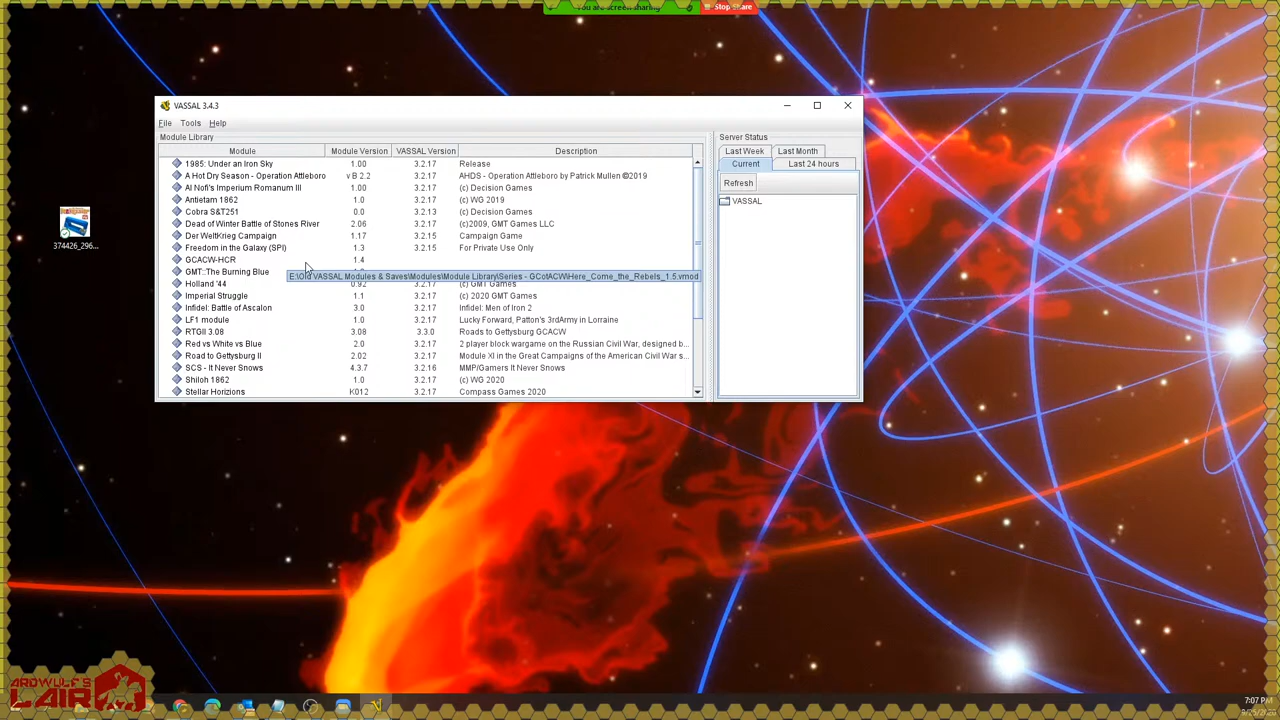 You are screen sharing
Stop Share
VASSAL 3.4.3
File Tools Help
Module Library
Module Module Version VASSAL Version Description
1985: Under an Iron Sky 1.00 3.2.17 Release
A Hot Dry Season - Operation Attleboro v B 2.2 3.2.17 AHDS - Operation Attleboro by Patrick Mullen ©2019
Al Nofi's Imperium Romanum III 1.00 3.2.17 (c) Decision Games
Antietam 1862 1.0 3.2.17 (c) WG 2019
Cobra S&T251 0.0 3.2.13 (c) Decision Games
Dead of Winter Battle of Stones River 2.06 3.2.17 (c)2009, GMT Games LLC
Der WeltKrieg Campaign 1.17 3.2.15 Campaign Game
Freedom in the Galaxy (SPI) 1.3 3.2.15 For Private Use Only
GCACW-HCR 1.4
GMT::The Burning Blue
E:\Old VASSAL Modules & Saves\Modules\Module Library\Series - GCotACW\Here_Come_the_Rebels_1.5.vmod
Holland '44 0.92 3.2.17 (c) GMT Games
Imperial Struggle 1.1 3.2.17 (c) 2020 GMT Games
Infidel: Battle of Ascalon 3.0 3.2.17 Infidel: Men of Iron 2
LF1 module 1.0 3.2.17 Lucky Forward, Patton's 3rdArmy in Lorraine
RTGII 3.08 3.08 3.3.0 Roads to Gettysburg GCACW
Red vs White vs Blue 2.0 3.2.17 2 player block wargame on the Russian Civil War, designed b...
Road to Gettysburg II 2.02 3.2.17 Module XI in the Great Campaigns of the American Civil War s...
SCS - It Never Snows 4.3.7 3.2.16 MMP/Gamers It Never Snows
Shiloh 1862 1.0 3.2.17 (c) WG 2020
Stellar Horizions K012 3.2.17 Compass Games 2020
Server Status
Last Week Last Month
Current Last 24 hours
Refresh
VASSAL
374426_296...
ARDWULF'S
LAIR
7:07 PM